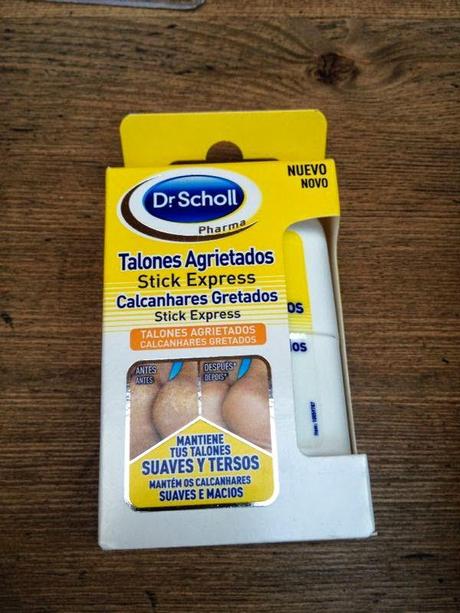 NUEVO
NOVO
Dr Scholl
Pharma
Talones Agrietados
Stick Express
Calcanhares Gretados
Stick Express
TALONES AGRIETADOS
CALCANHARES GRETADOS
ANTES
ANTES
DESPUÉS*
DEPOIS*
MANTIENE
TUS TALONES
SUAVES Y TERSOS
MANTÉM OS CALCANHARES
SUAVES E MACIOS
OS
IOS